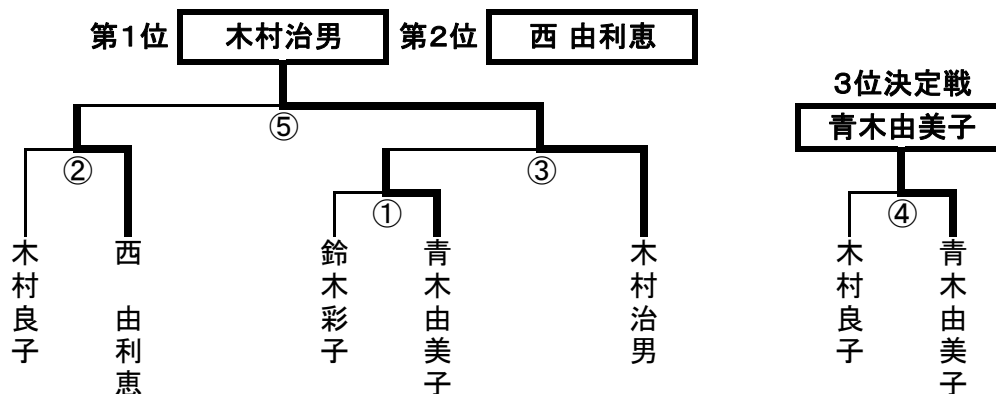 第1位 木村治男 第2位 西 由利恵
3位決定戦
青木由美子
⑤
② ③
① ④
木村良子
西 由利恵
鈴木彩子
青木由美子
木村治男
木村良子
青木由美子